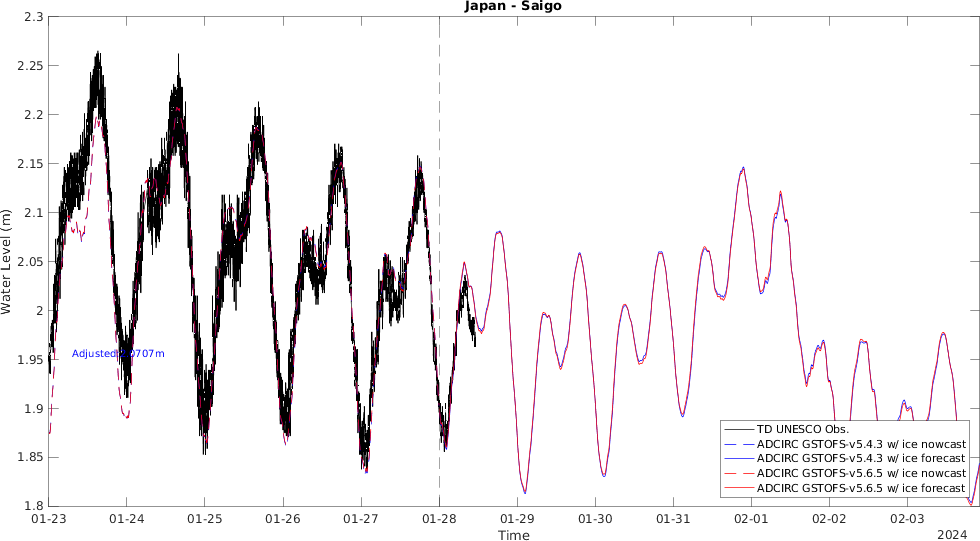 Japan - Saigo
2.3
2.25
2.2
2.15
2.1
2.05
2
1.95
1.9
1.85
1.8
Water Level (m)
Adjusted 0707m
TD UNESCO Obs.
ADCIRC GSTOFS-v5.4.3 w/ ice nowcast
ADCIRC GSTOFS-v5.4.3 w/ ice forecast
ADCIRC GSTOFS-v5.6.5 w/ ice nowcast
ADCIRC GSTOFS-v5.6.5 w/ ice forecast
01-23 01-24 01-25 01-26 01-27 01-28 01-29 01-30 01-31 02-01 02-02 02-03
Time
2024